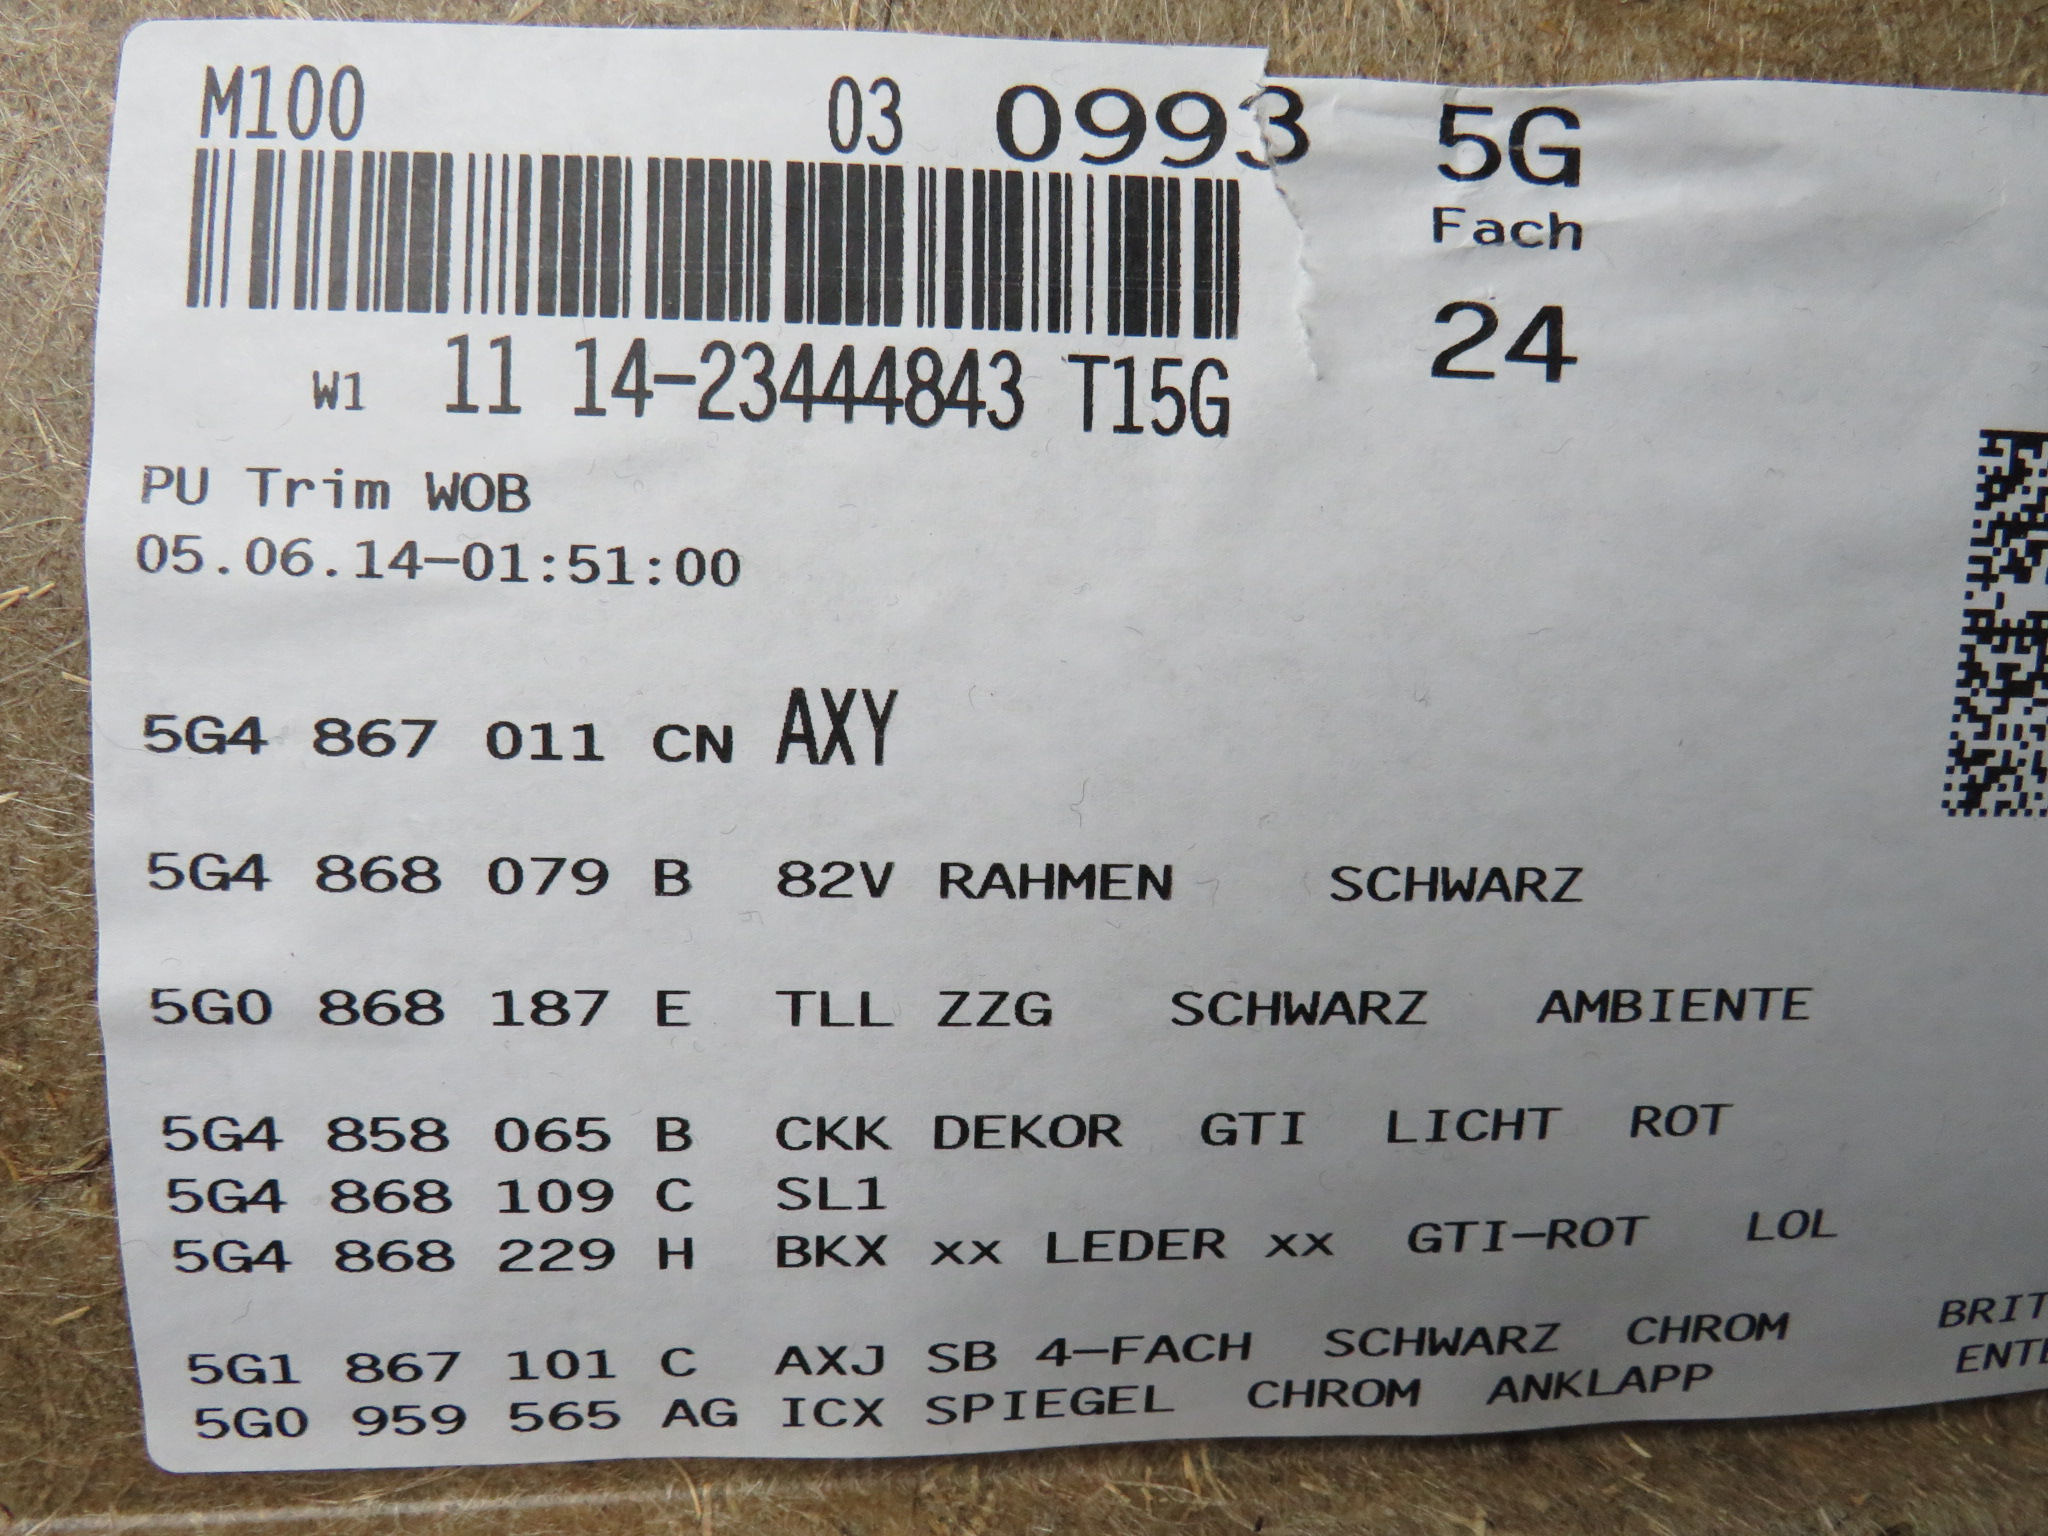 M100 03 0993 5G
Fach
24
W1 11 14-23444843 T15G
PU Trim WOB
05.06.14-01:51:00
5G4 867 011 CN AXY
5G4 868 079 B 82V RAHMEN SCHWARZ
5G0 868 187 E TLL ZZG SCHWARZ AMBIENTE
5G4 858 065 B CKK DEKOR GTI LICHT ROT
5G4 868 109 C SL1
5G4 868 229 H BKX xx LEDER xx GTI-ROT LOL
5G1 867 101 C AXJ SB 4-FACH SCHWARZ CHROM
5G0 959 565 AG ICX SPIEGEL CHROM ANKLAPP